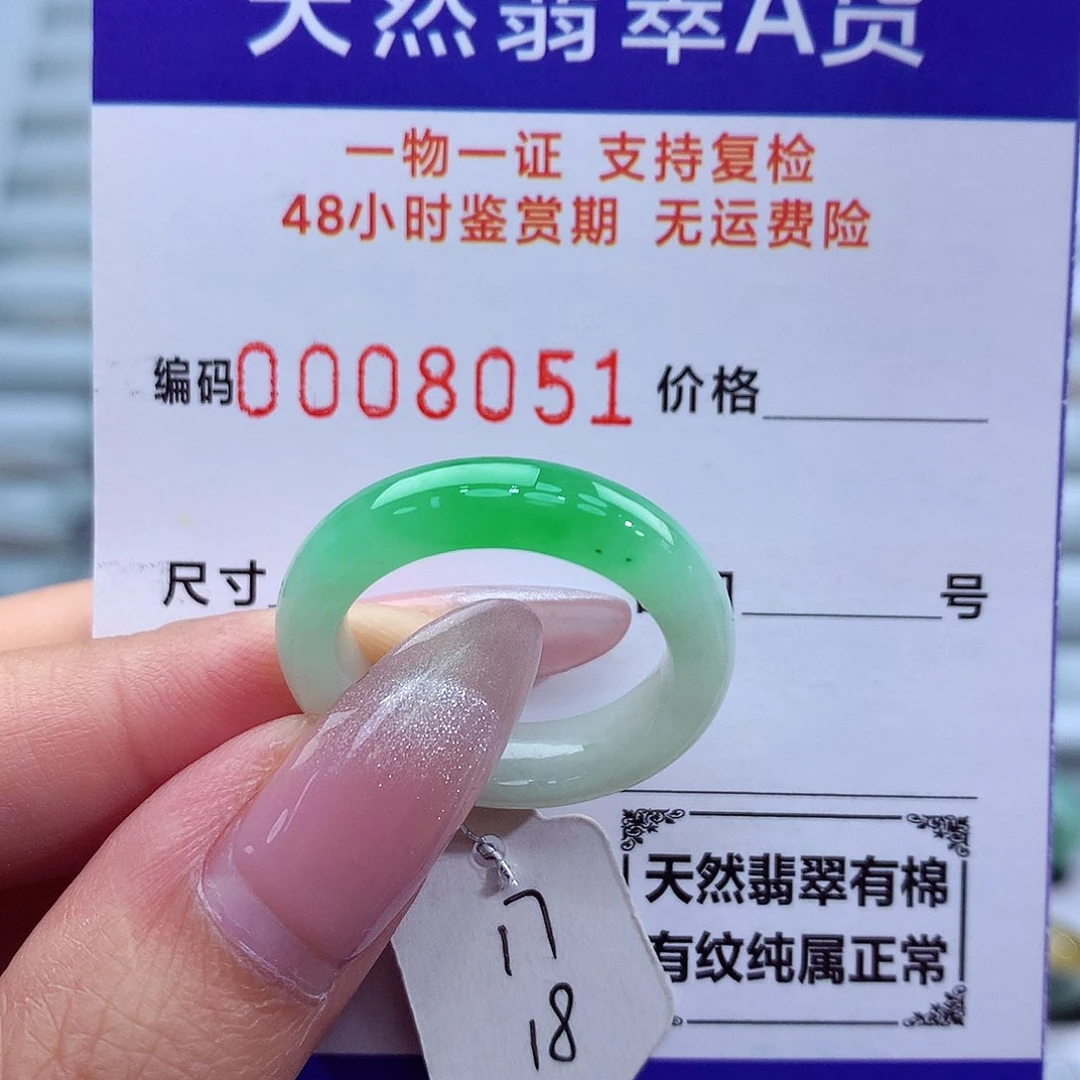 天然翡翠A货
一物一证 支持复检
48小时鉴赏期 无运费险
编码0008051 价格
尺寸 号
天然翡翠有棉
有纹纯属正常
17
18